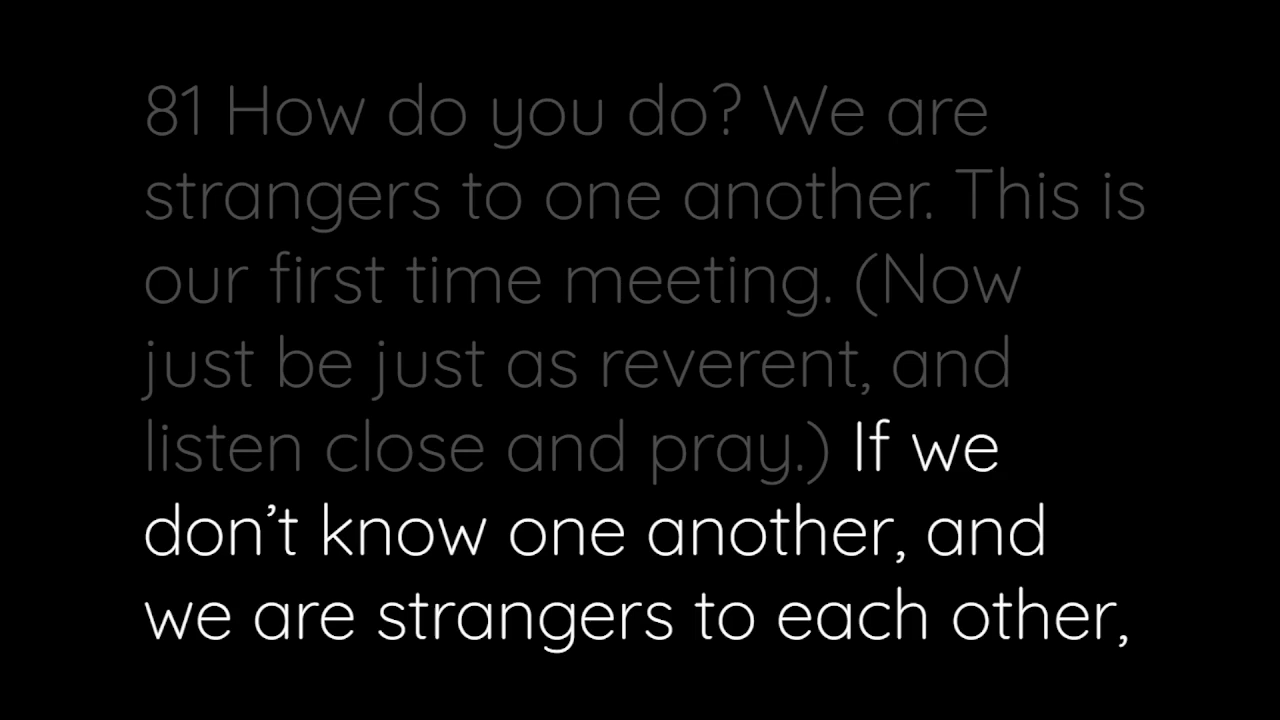 81 How do you do? We are
strangers to one another. This is
our first time meeting. (Now
just be just as reverent, and
listen close and pray.) If we
don’t know one another, and
we are strangers to each other,